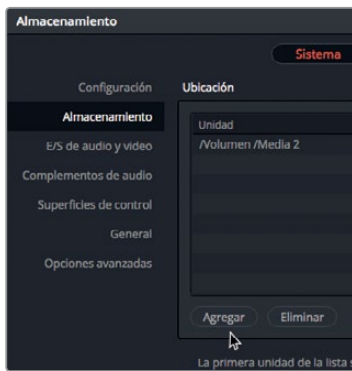 Almacenamiento
Sistema
Configuración
Ubicación
Almacenamiento
Unidad
E/S de audio y video
/Volumen /Media 2
Complementos de audio
Superficies de control
General
Opciones avanzadas
Agregar
Eliminar
La primera unidad de la lista